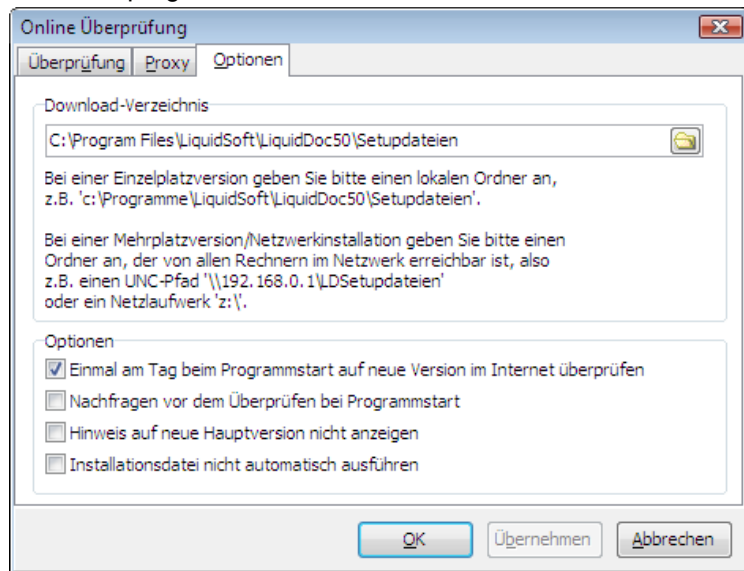 Online Überprüfung
Überprüfung Proxy Optionen
Download-Verzeichnis
C:\Program Files\LiquidSoft\LiquidDoc50\Setupdateien
Bei einer Einzelplatzversion geben Sie bitte einen lokalen Ordner an,
z.B. 'c:\Programme\LiquidSoft\LiquidDoc50\Setupdateien'.
Bei einer Mehrplatzversion/Netzwerkinstallation geben Sie bitte einen
Ordner an, der von allen Rechnern im Netzwerk erreichbar ist, also
z.B. einen UNC-Pfad '\\192.168.0.1\LDSetupdateien'
oder ein Netzlaufwerk 'z:\'.
Optionen
Einmal am Tag beim Programmstart auf neue Version im Internet überprüfen
Nachfragen vor dem Überprüfen bei Programmstart
Hinweis auf neue Hauptversion nicht anzeigen
Installationsdatei nicht automatisch ausführen
OK Übernehmen Abbrechen